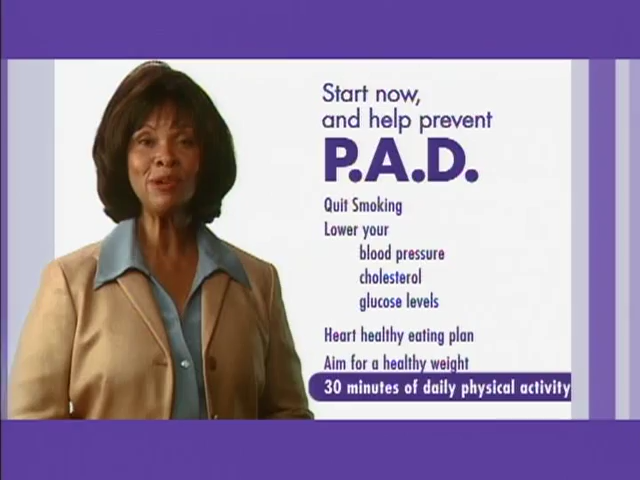 Start now,
and help prevent
P.A.D.
Quit Smoking
Lower your
blood pressure
cholesterol
glucose levels
Heart healthy eating plan
Aim for a healthy weight
30 minutes of daily physical activity